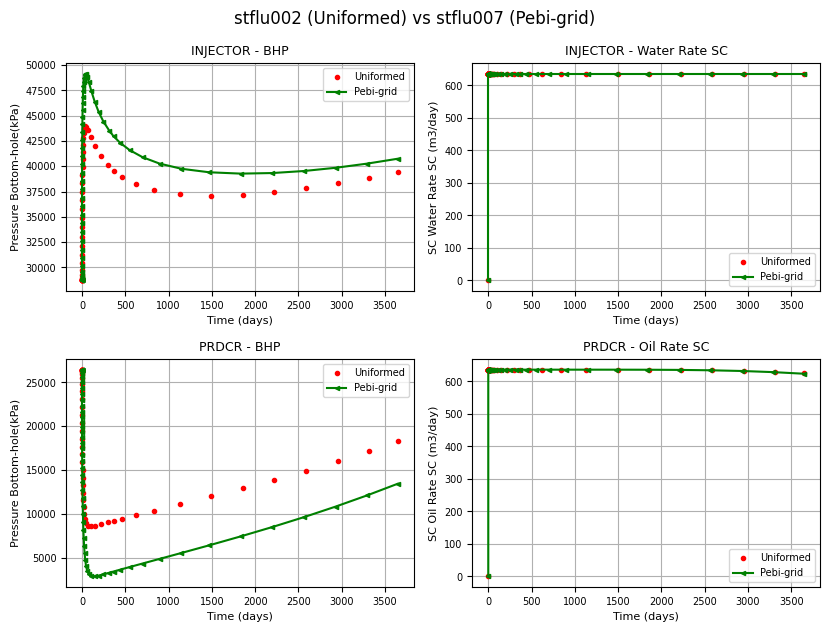 stflu002 (Uniformed) vs stflu007 (Pebi-grid)
INJECTOR - BHP
Pressure Bottom-hole(kPa)
50000
47500
45000
42500
40000
37500
35000
32500
30000
Uniformed
Pebi-grid
0 500 1000 1500 2000 2500 3000 3500
Time (days)
INJECTOR - Water Rate SC
SC Water Rate SC (m3/day)
600
500
400
300
200
100
0
Uniformed
Pebi-grid
0 500 1000 1500 2000 2500 3000 3500
Time (days)
PRDCR - BHP
Pressure Bottom-hole(kPa)
25000
20000
15000
10000
5000
Uniformed
Pebi-grid
0 500 1000 1500 2000 2500 3000 3500
Time (days)
PRDCR - Oil Rate SC
SC Oil Rate SC (m3/day)
600
500
400
300
200
100
0
Uniformed
Pebi-grid
0 500 1000 1500 2000 2500 3000 3500
Time (days)